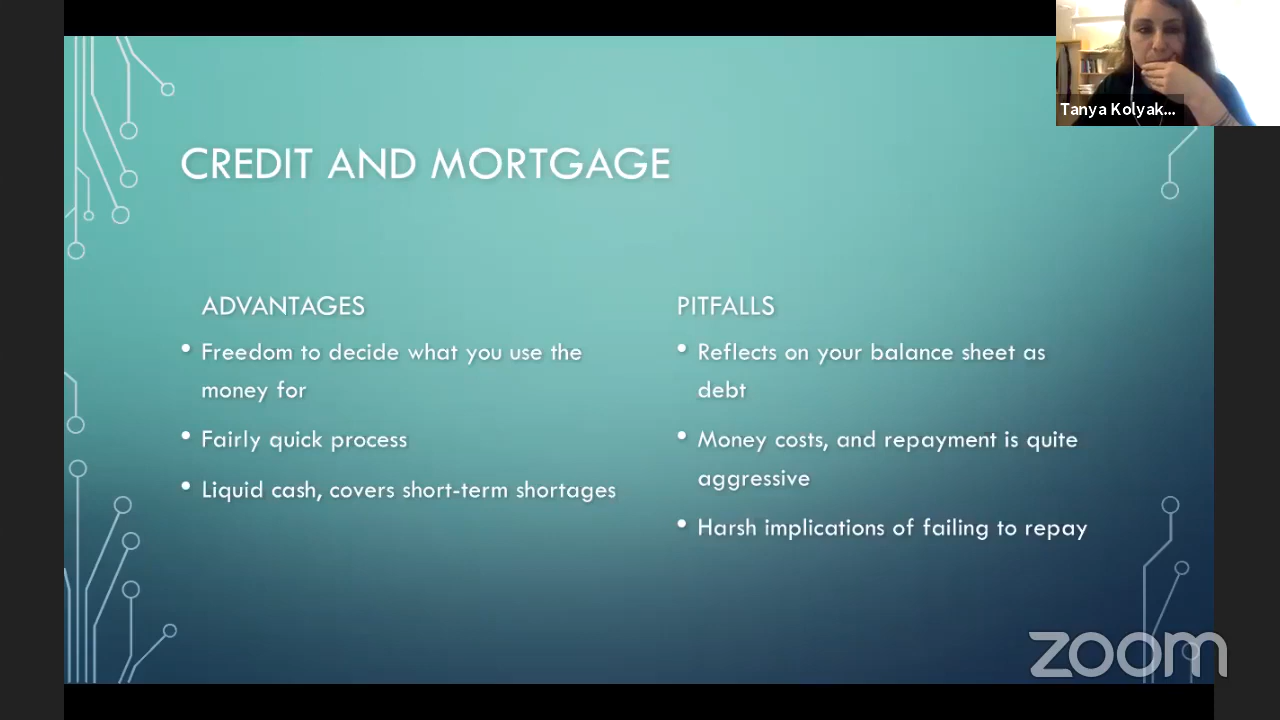 Tanya Kolyak...
CREDIT AND MORTGAGE
ADVANTAGES
• Freedom to decide what you use the
money for
• Fairly quick process
• Liquid cash, covers short-term shortages
PITFALLS
• Reflects on your balance sheet as
debt
• Money costs, and repayment is quite
aggressive
• Harsh implications of failing to repay
zoom